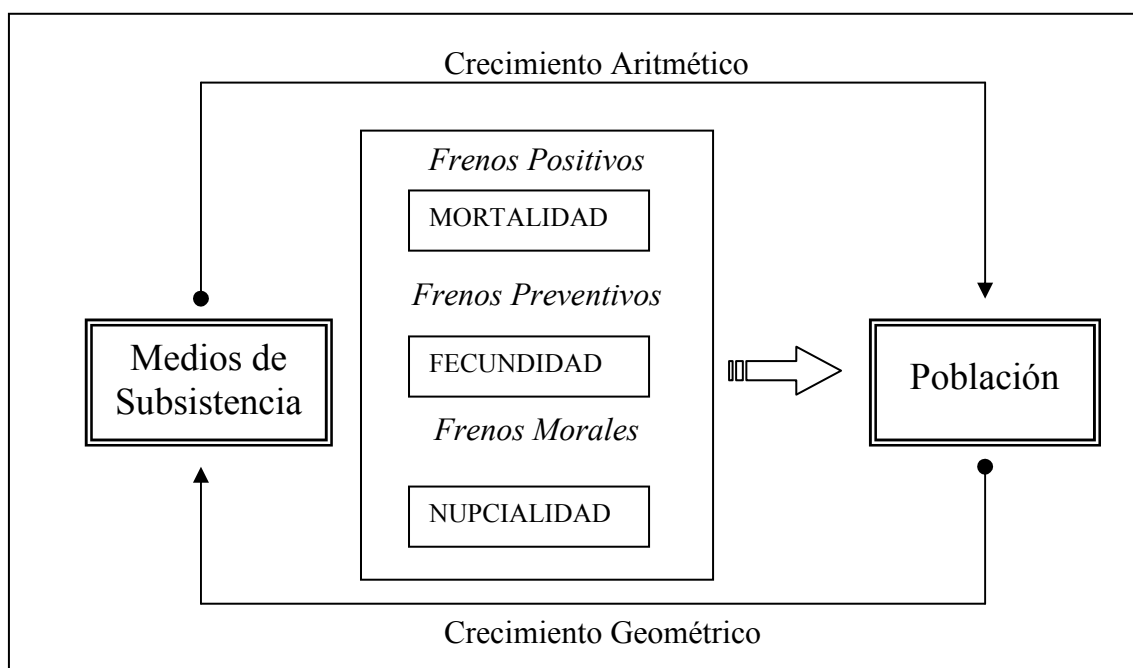 Crecimiento Aritmético
Frenos Positivos
MORTALIDAD
Frenos Preventivos
Medios de
Subsistencia
FECUNDIDAD
Población
Frenos Morales
NUPCIALIDAD
Crecimiento Geométrico